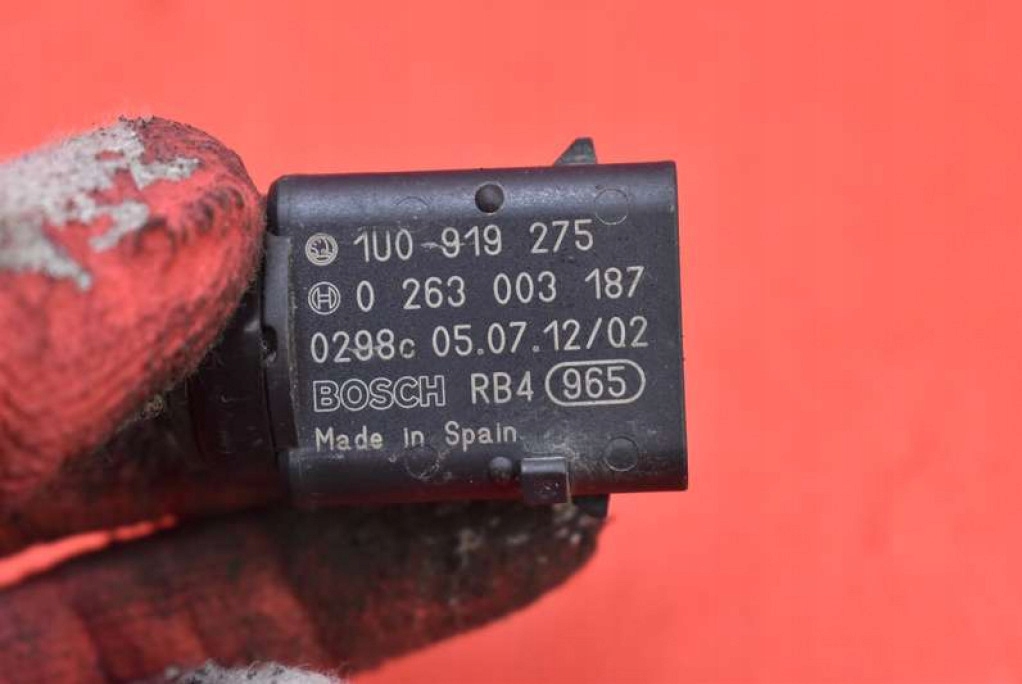 1U0 919 275
0 263 003 187
0298c 05.07.12/02
BOSCH RB4 965
Made in Spain